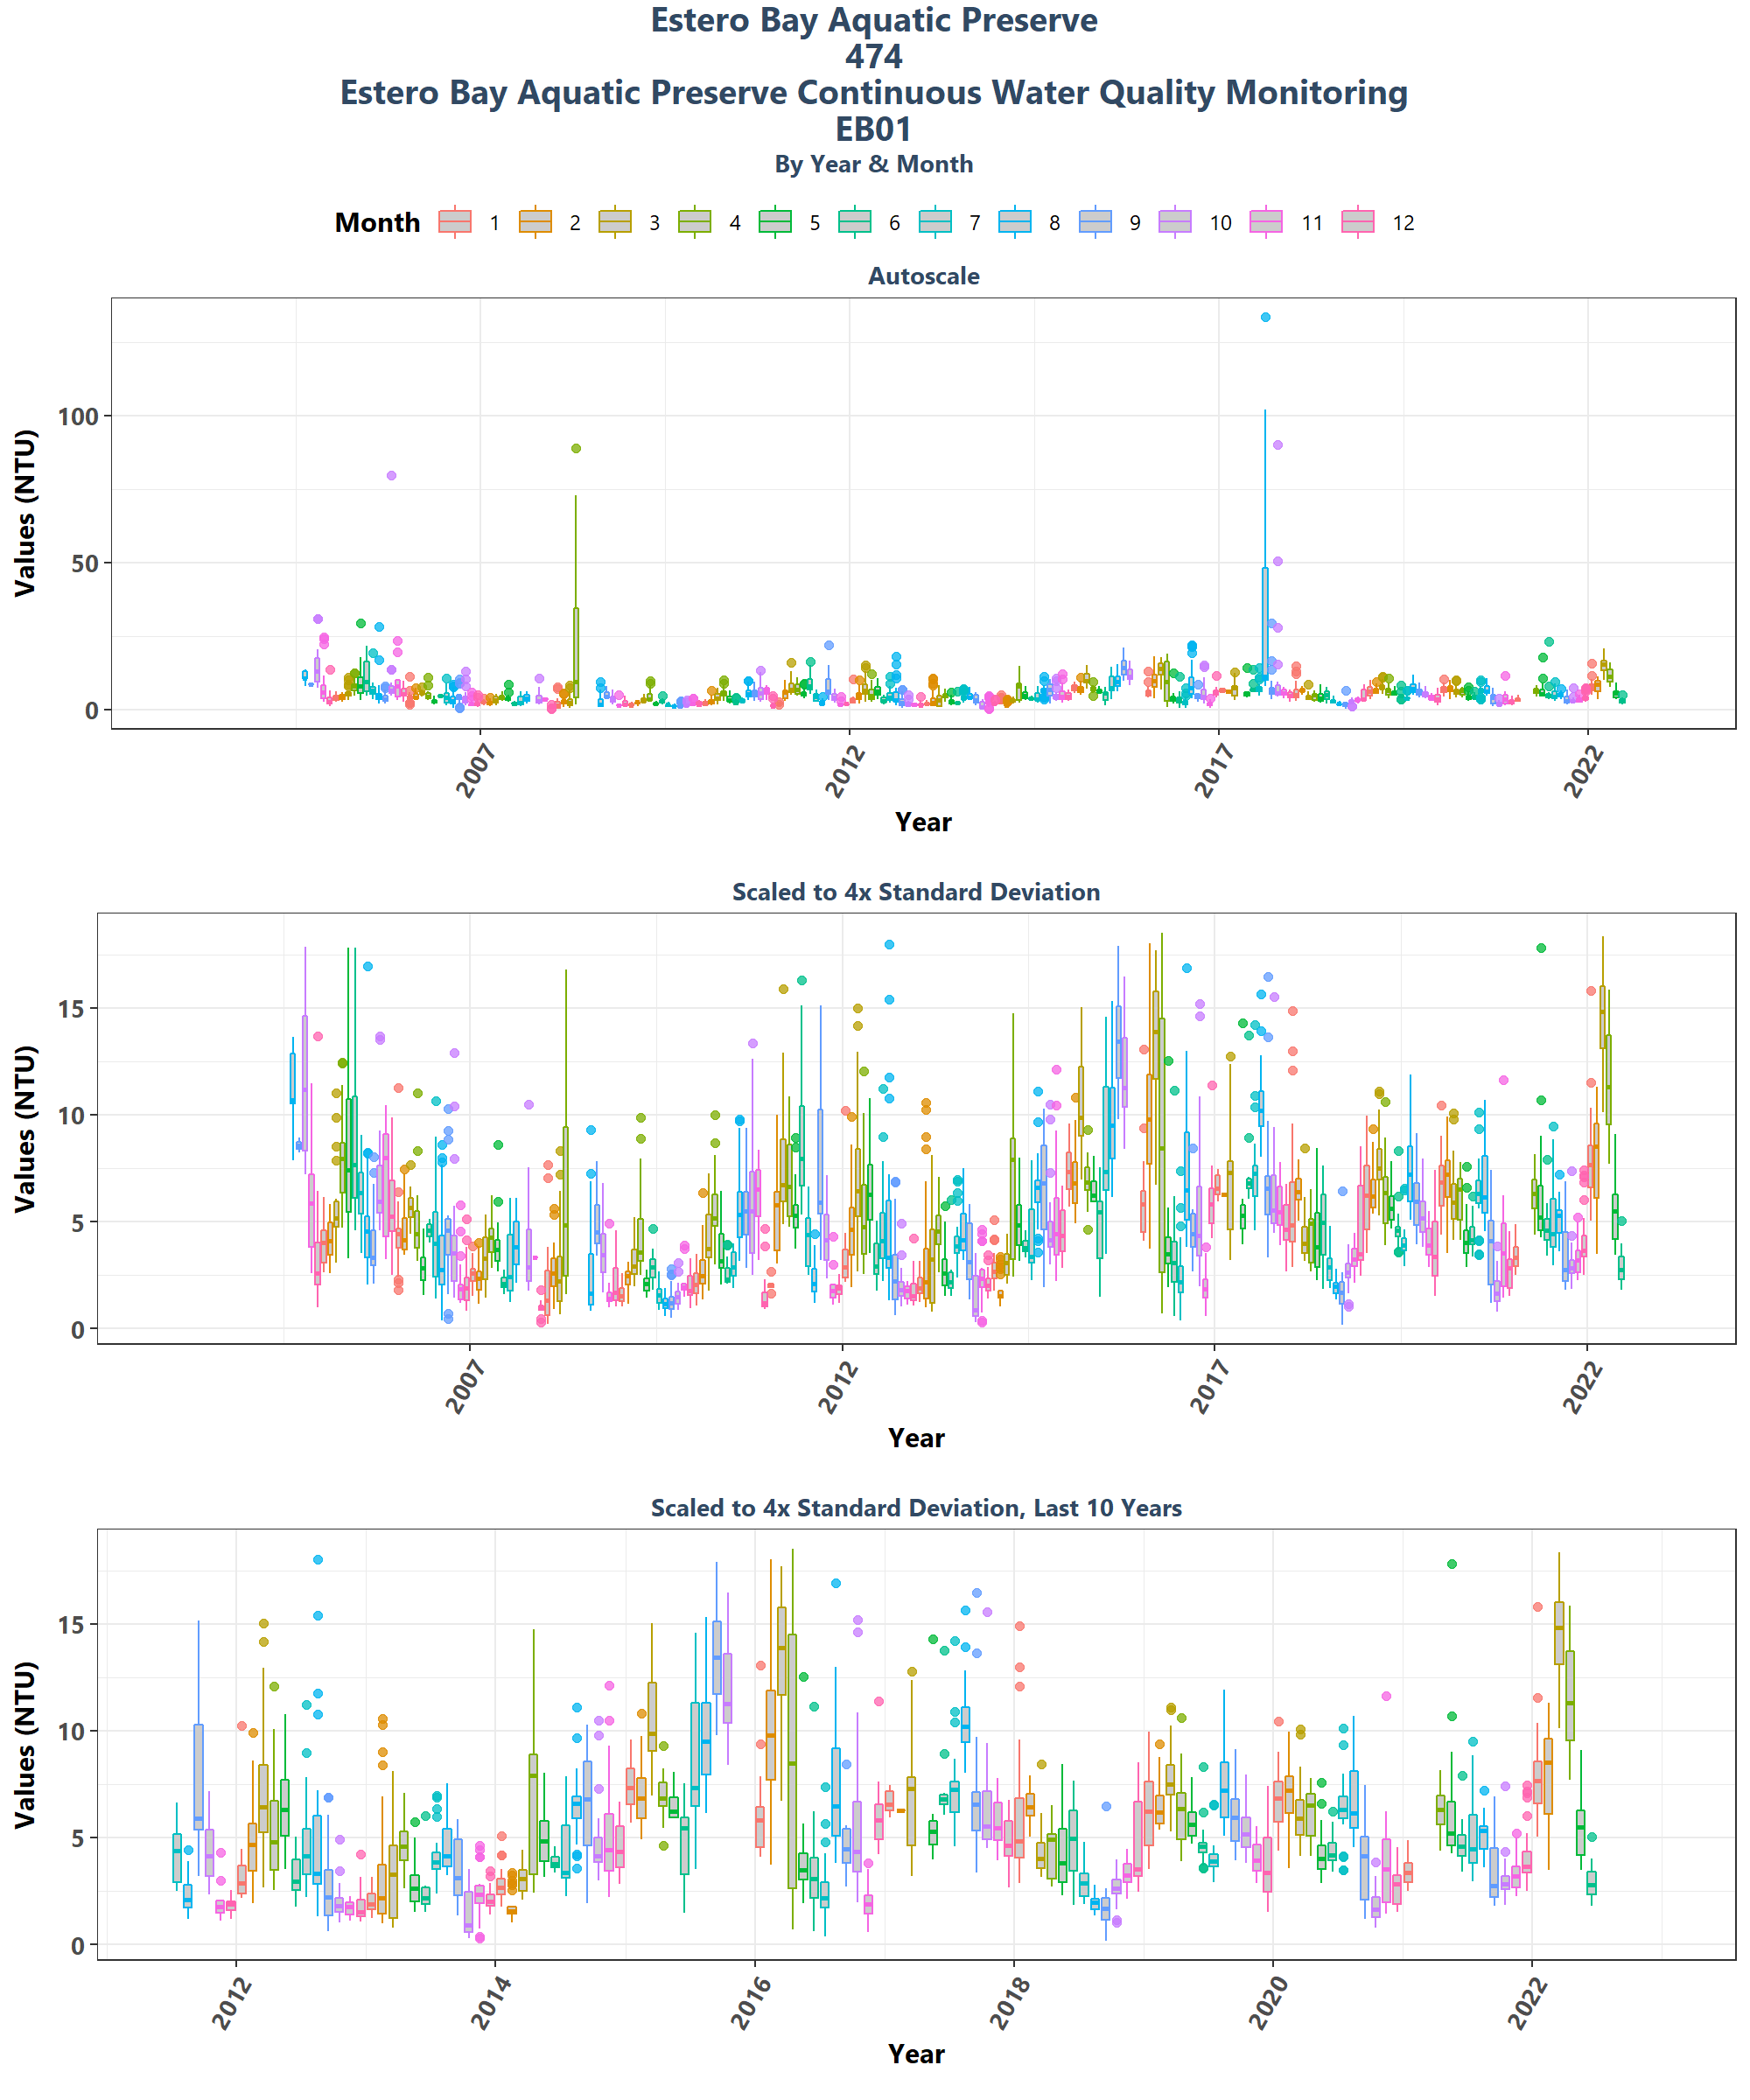 Estero Bay Aquatic Preserve
474
Estero Bay Aquatic Preserve Continuous Water Quality Monitoring
EB01
By Year & Month
Month 1 2 3 4 5 6 7 8 9 10 11 12
Autoscale
Values (NTU)
100
50
0
2007 2012 2017 2022
Year
Scaled to 4x Standard Deviation
Values (NTU)
15
10
5
0
2007 2012 2017 2022
Year
Scaled to 4x Standard Deviation, Last 10 Years
Values (NTU)
15
10
5
0
2012 2014 2016 2018 2020 2022
Year